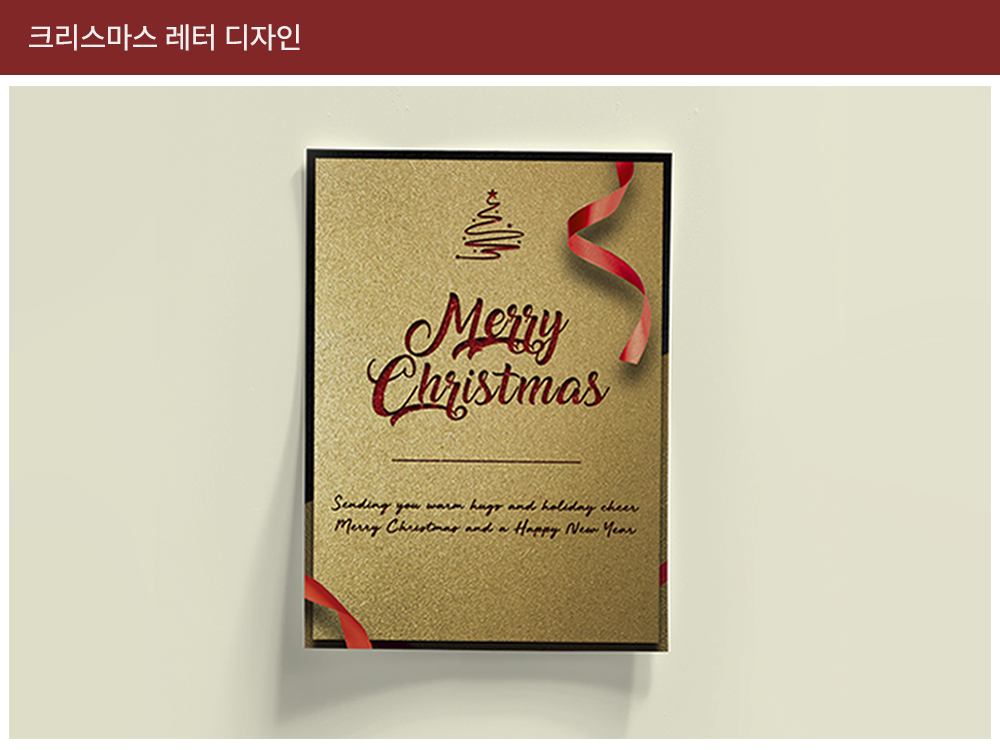 크리스마스 레터 디자인
Merry
Christmas
Sending you warm hugs and holiday cheer
Merry Christmas and a Happy New Year